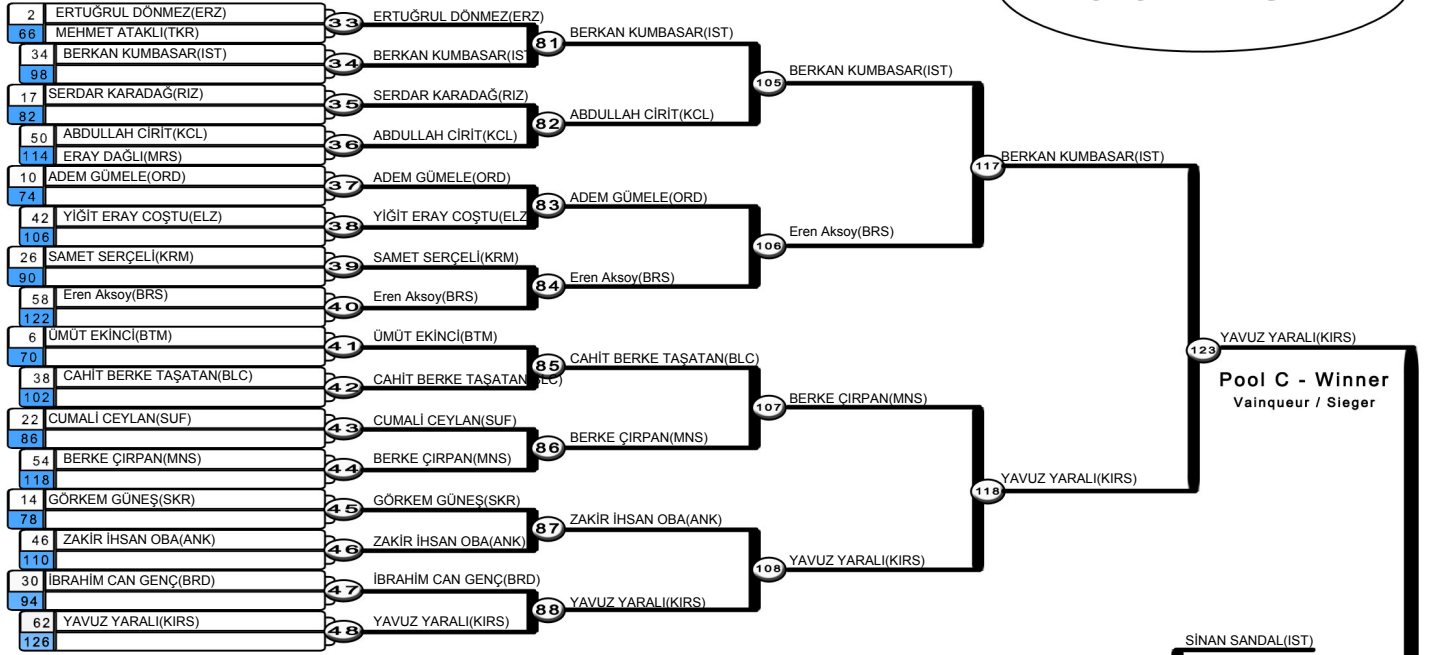 2 ERTUĞRUL DÖNMEZ(ERZ)
66 MEHMET ATAKLI(TKR)
33 ERTUĞRUL DÖNMEZ(ERZ)
34 BERKAN KUMBASAR(IST)
98
34 BERKAN KUMBASAR(IST
81 BERKAN KUMBASAR(IST)
17 SERDAR KARADAĞ(RIZ)
82
35 SERDAR KARADAĞ(RIZ)
50 ABDULLAH CİRİT(KCL)
114 ERAY DAĞLI(MRS)
36 ABDULLAH CİRİT(KCL)
82 ABDULLAH CİRİT(KCL)
105 BERKAN KUMBASAR(IST)
10 ADEM GÜMELE(ORD)
74
37 ADEM GÜMELE(ORD)
42 YİĞİT ERAY COŞTU(ELZ)
106
38 YİĞİT ERAY COŞTU(ELZ
83 ADEM GÜMELE(ORD)
26 SAMET SERÇELİ(KRM)
90
39 SAMET SERÇELİ(KRM)
58 Eren Aksoy(BRS)
122
40 Eren Aksoy(BRS)
84 Eren Aksoy(BRS)
106 Eren Aksoy(BRS)
117 BERKAN KUMBASAR(IST)
6 ÜMÜT EKİNCİ(BTM)
70
41 ÜMÜT EKİNCİ(BTM)
38 CAHİT BERKE TAŞATAN(BLC)
102
42 CAHİT BERKE TAŞATAN(BLC)
85 CAHİT BERKE TAŞATAN(BLC)
22 CUMALİ CEYLAN(SUF)
86
43 CUMALİ CEYLAN(SUF)
54 BERKE ÇIRPAN(MNS)
118
44 BERKE ÇIRPAN(MNS)
86 BERKE ÇIRPAN(MNS)
107 BERKE ÇIRPAN(MNS)
14 GÖRKEM GÜNEŞ(SKR)
78
45 GÖRKEM GÜNEŞ(SKR)
46 ZAKİR İHSAN OBA(ANK)
110
46 ZAKİR İHSAN OBA(ANK)
87 ZAKİR İHSAN OBA(ANK)
30 İBRAHİM CAN GENÇ(BRD)
94
47 İBRAHİM CAN GENÇ(BRD)
62 YAVUZ YARALI(KIRS)
126
48 YAVUZ YARALI(KIRS)
88 YAVUZ YARALI(KIRS)
108 YAVUZ YARALI(KIRS)
118 YAVUZ YARALI(KIRS)
123 YAVUZ YARALI(KIRS)
Pool C - Winner
Vainqueur / Sieger
SİNAN SANDAL(IST)